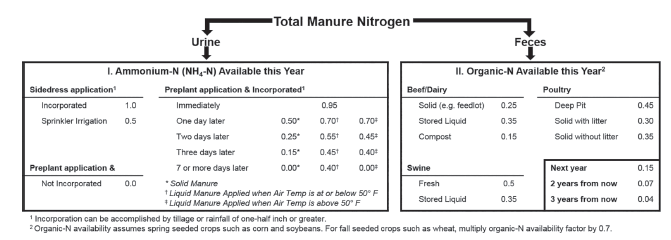 Total Manure Nitrogen
Urine
Feces
I. Ammonium-N (NH4-N) Available this Year
Sidedress application¹
Preplant application & Incorporated¹
Incorporated 1.0
Immediately 0.95
Sprinkler Irrigation 0.5
One day later 0.50* 0.70† 0.70‡
Two days later 0.25* 0.55† 0.45‡
Three days later 0.15* 0.45† 0.40‡
Preplant application &
7 or more days later 0.00* 0.40† 0.00‡
Not Incorporated 0.0
* Solid Manure
† Liquid Manure Applied when Air Temp is at or below 50° F
‡ Liquid Manure Applied when Air Temp is above 50° F
II. Organic-N Available this Year²
Beef/Dairy
Poultry
Solid (e.g. feedlot) 0.25
Deep Pit 0.45
Stored Liquid 0.35
Solid with litter 0.30
Compost 0.15
Solid without litter 0.35
Swine
Next year 0.15
Fresh 0.5
2 years from now 0.07
Stored Liquid 0.35
3 years from now 0.04
¹ Incorporation can be accomplished by tillage or rainfall of one-half inch or greater.
² Organic-N availability assumes spring seeded crops such as corn and soybeans. For fall seeded crops such as wheat, multiply organic-N availability factor by 0.7.